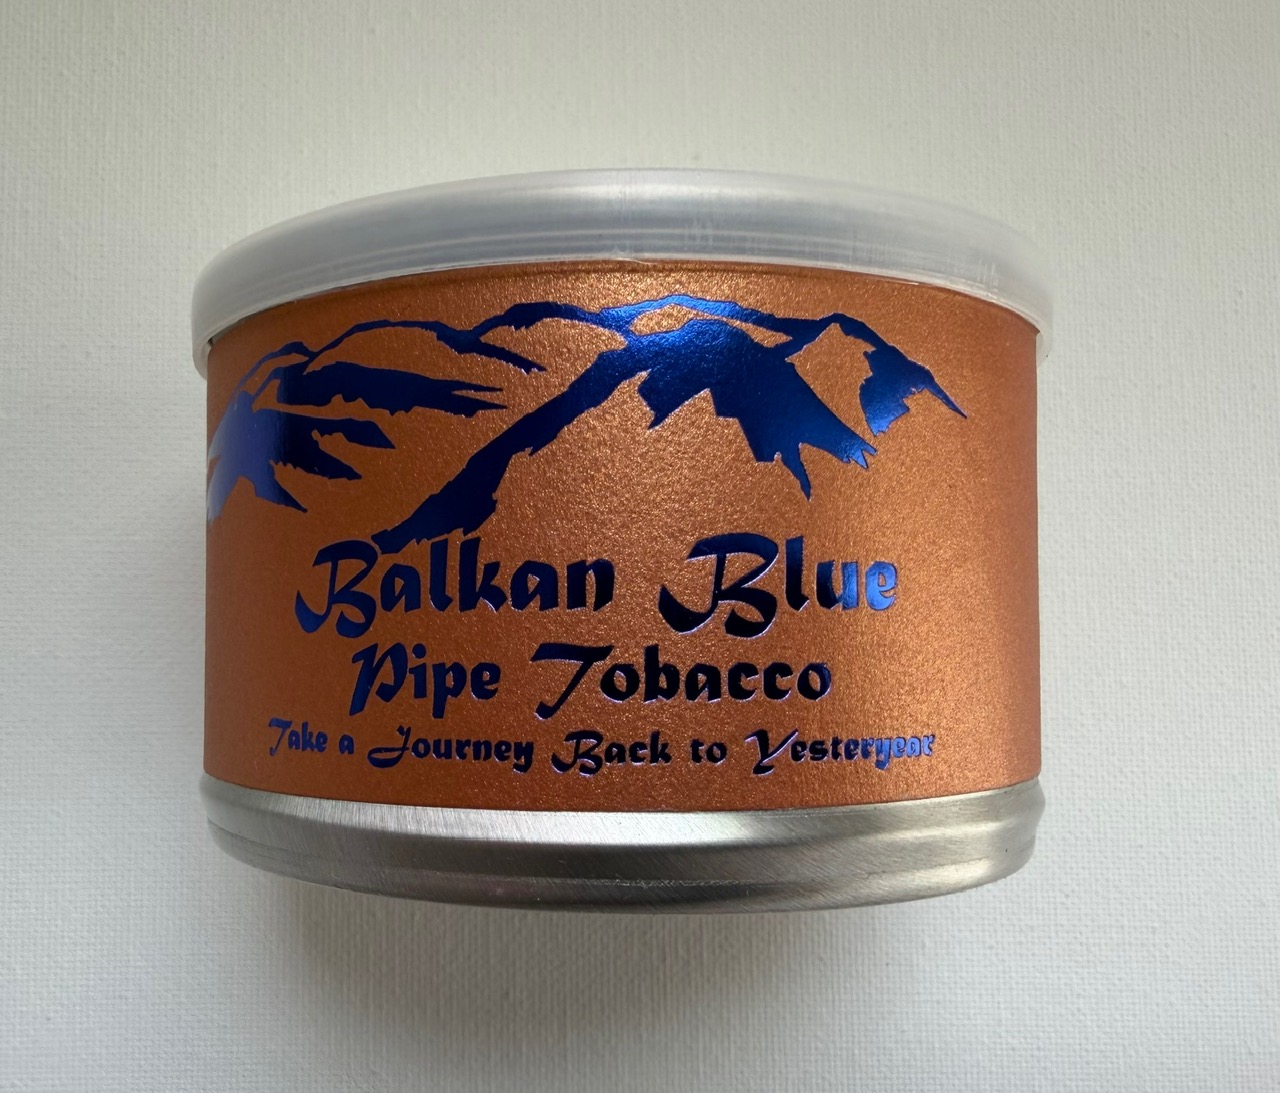 Balkan Blue
Pipe Tobacco
Take a Journey Back to Yesteryear